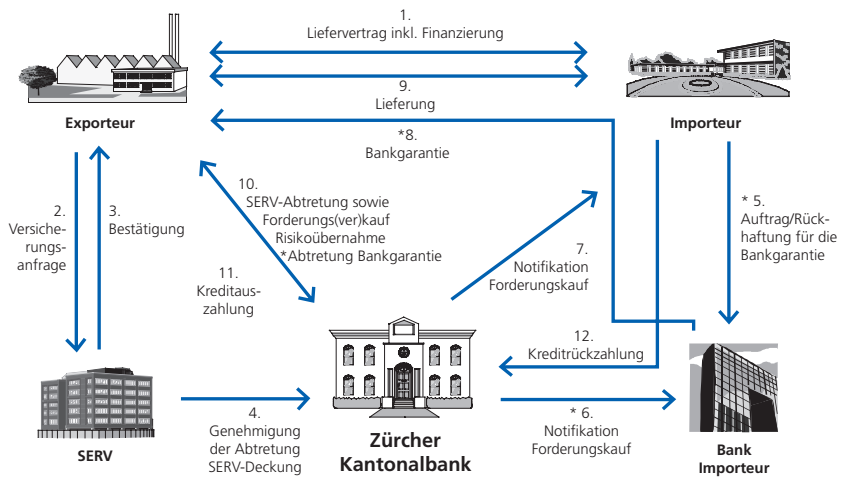 1.
Liefervertrag inkl. Finanzierung
9.
Lieferung
*8.
Bankgarantie
Exporteur
Importeur
2.
Versiche-
rungs-
anfrage
3.
Bestätigung
10.
SERV-Abtretung sowie
Forderungs(ver)kauf
Risikoübernahme
*Abtretung Bankgarantie
11.
Kreditaus-
zahlung
7.
Notifikation
Forderungskauf
* 5.
Auftrag/Rück-
haftung für die
Bankgarantie
12.
Kreditrückzahlung
4.
Genehmigung
der Abtretung
SERV-Deckung
* 6.
Notifikation
Forderungskauf
SERV
Zürcher
Kantonalbank
Bank
Importeur